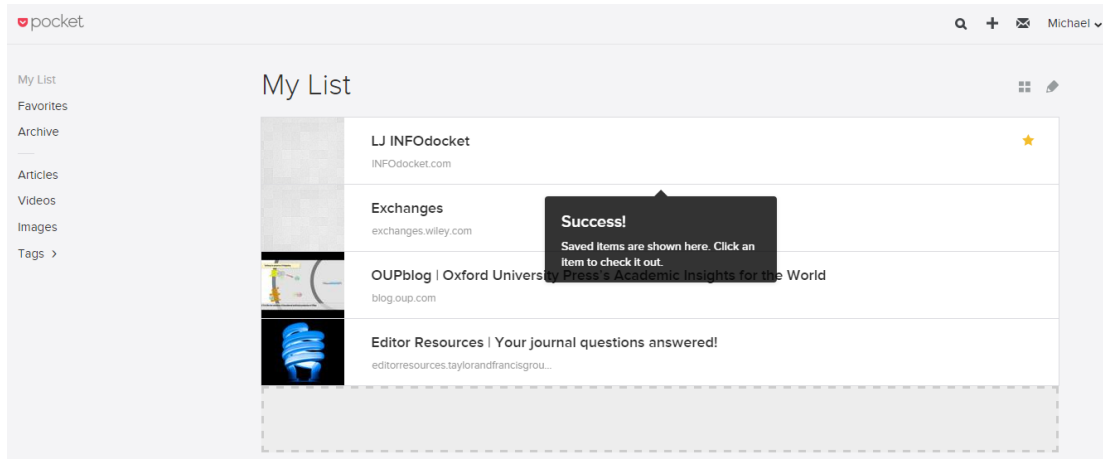 pocket
Michael
My List
Favorites
Archive
Articles
Videos
Images
Tags >
My List
LJ INFOdocket
INFOdocket.com
Exchanges
exchanges.wiley.com
Success!
Saved items are shown here. Click an
item to check it out.
OUPblog | Oxford University Press's Academic Insights for the World
blog.oup.com
Editor Resources | Your journal questions answered!
editorresources.taylorandfrancisgrou...